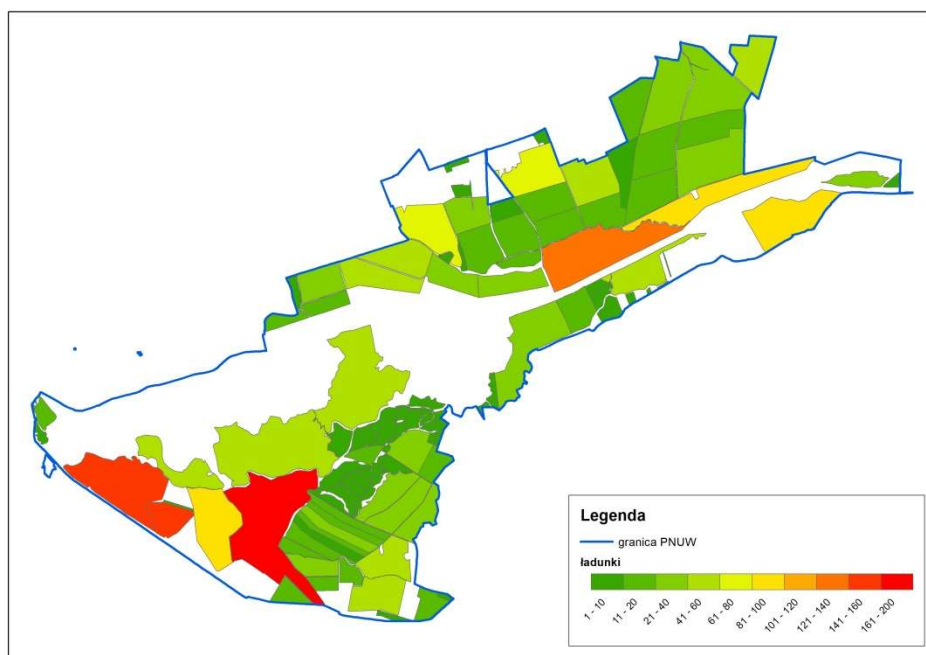 Legenda
granica PNUW
ładunki
1 - 10
11 - 20
21 - 40
41 - 60
61 - 80
81 - 100
101 - 120
121 - 140
141 - 160
161 - 200